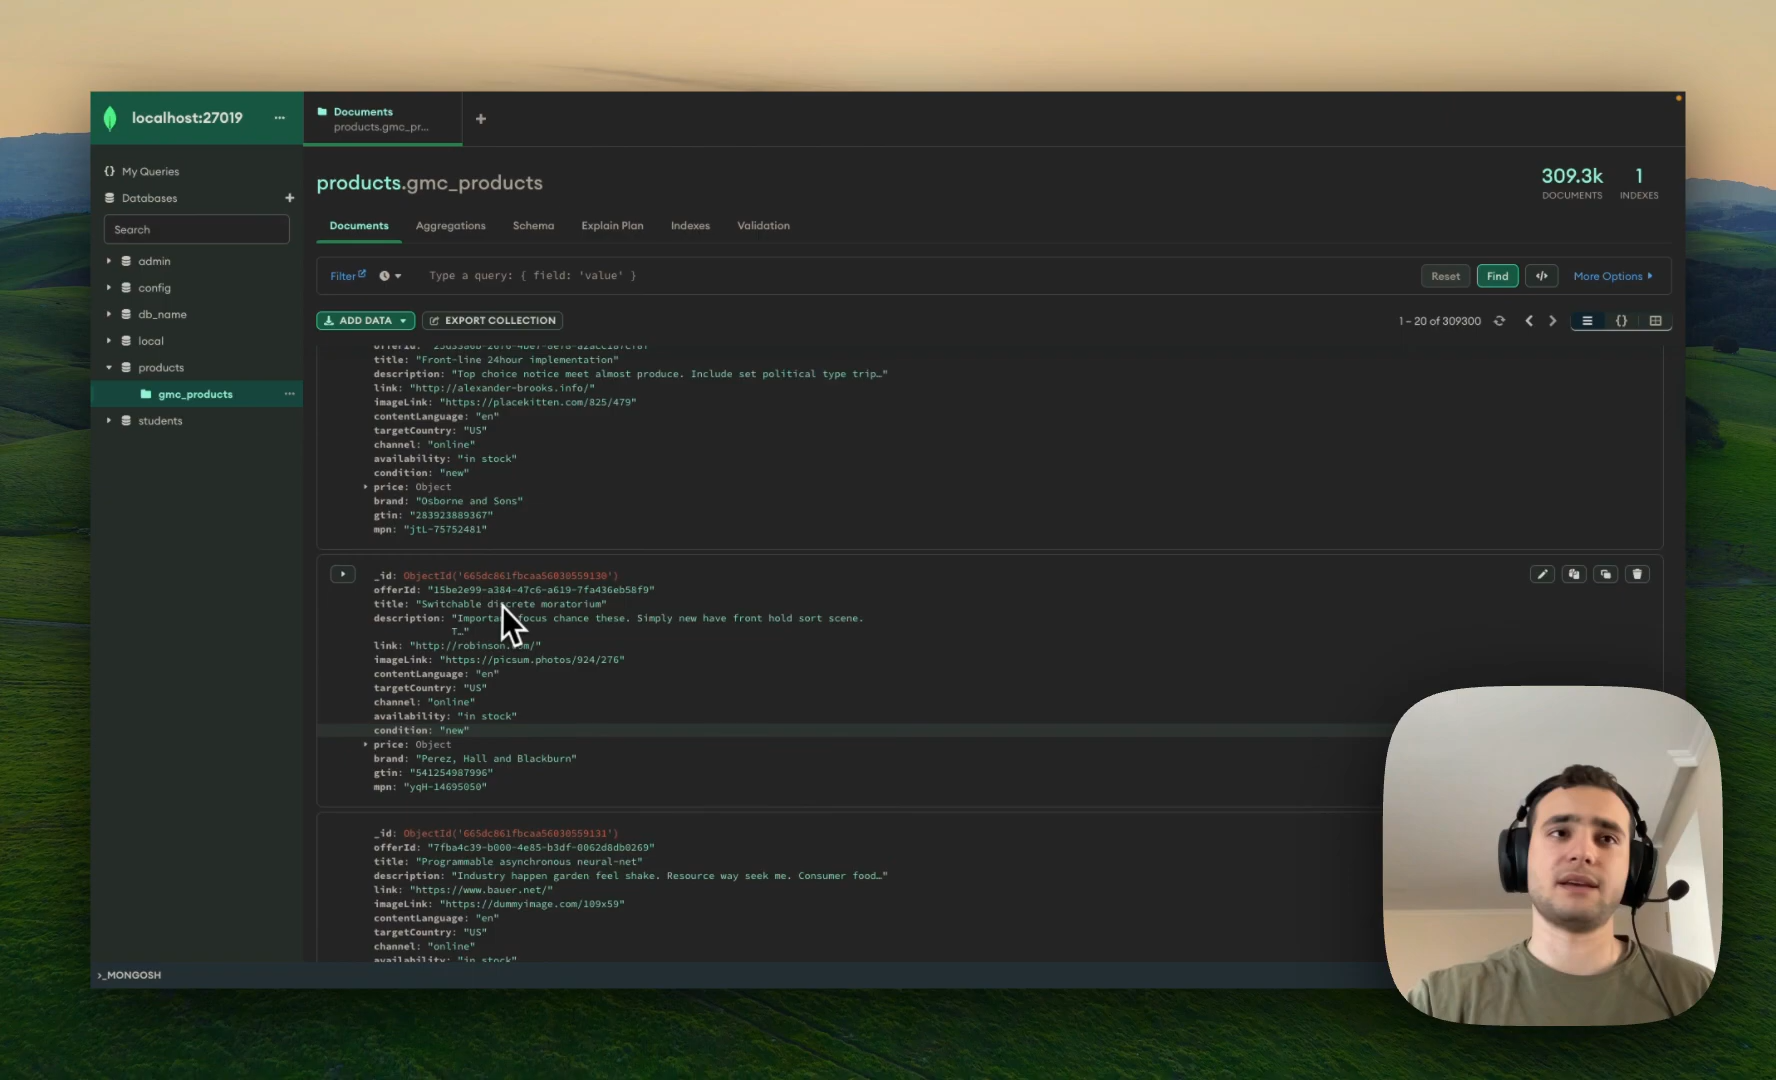 localhost:27019
Documents
products.gmc_pr...
My Queries
Databases
Search
admin
config
db_name
local
products
gmc_products
students
products.gmc_products
309.3k
DOCUMENTS
1
INDEXES
Documents
Aggregations
Schema
Explain Plan
Indexes
Validation
Filter
Type a query: { field: 'value' }
Reset
Find
</>
More Options
ADD DATA
EXPORT COLLECTION
1 – 20 of 309300
{}
title: "Front-line 24hour implementation"
description: "Top choice notice meet almost produce. Include set political type trip…"
link: "http://alexander-brooks.info/"
imageLink: "https://placekitten.com/825/479"
contentLanguage: "en"
targetCountry: "US"
channel: "online"
availability: "in stock"
condition: "new"
price: Object
brand: "Osborne and Sons"
gtin: "283923889367"
mpn: "jtL-75752481"
_id: ObjectId('665dc861fbcaa56030559130')
offerId: "15be2e99-a384-47c6-a619-7fa436eb58f9"
title: "Switchable discrete moratorium"
description: "Important focus chance these. Simply new have front hold sort scene.
T…"
link: "http://robinson.com/"
imageLink: "https://picsum.photos/924/276"
contentLanguage: "en"
targetCountry: "US"
channel: "online"
availability: "in stock"
condition: "new"
price: Object
brand: "Perez, Hall and Blackburn"
gtin: "541254987996"
mpn: "yqH-14695050"
_id: ObjectId('665dc861fbcaa56030559131')
offerId: "7fba4c39-b000-4e85-b3df-0062d8db0269"
title: "Programmable asynchronous neural-net"
description: "Industry happen garden feel shake. Resource way seek me. Consumer food…"
link: "https://www.bauer.net/"
imageLink: "https://dummyimage.com/109x59"
contentLanguage: "en"
targetCountry: "US"
channel: "online"
availability: "in stock"
>_MONGOSH